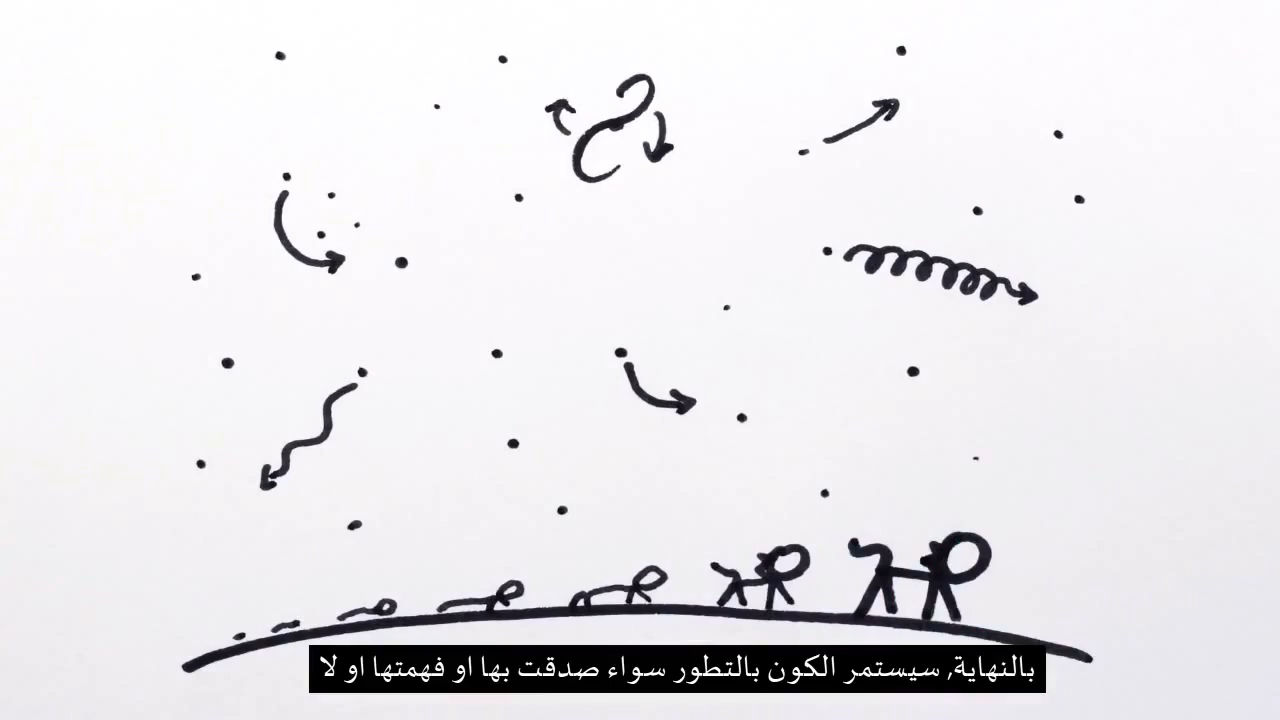 بالنهاية, سيستمر الكون بالتطور سواء صدقت بها او فهمتها او لا